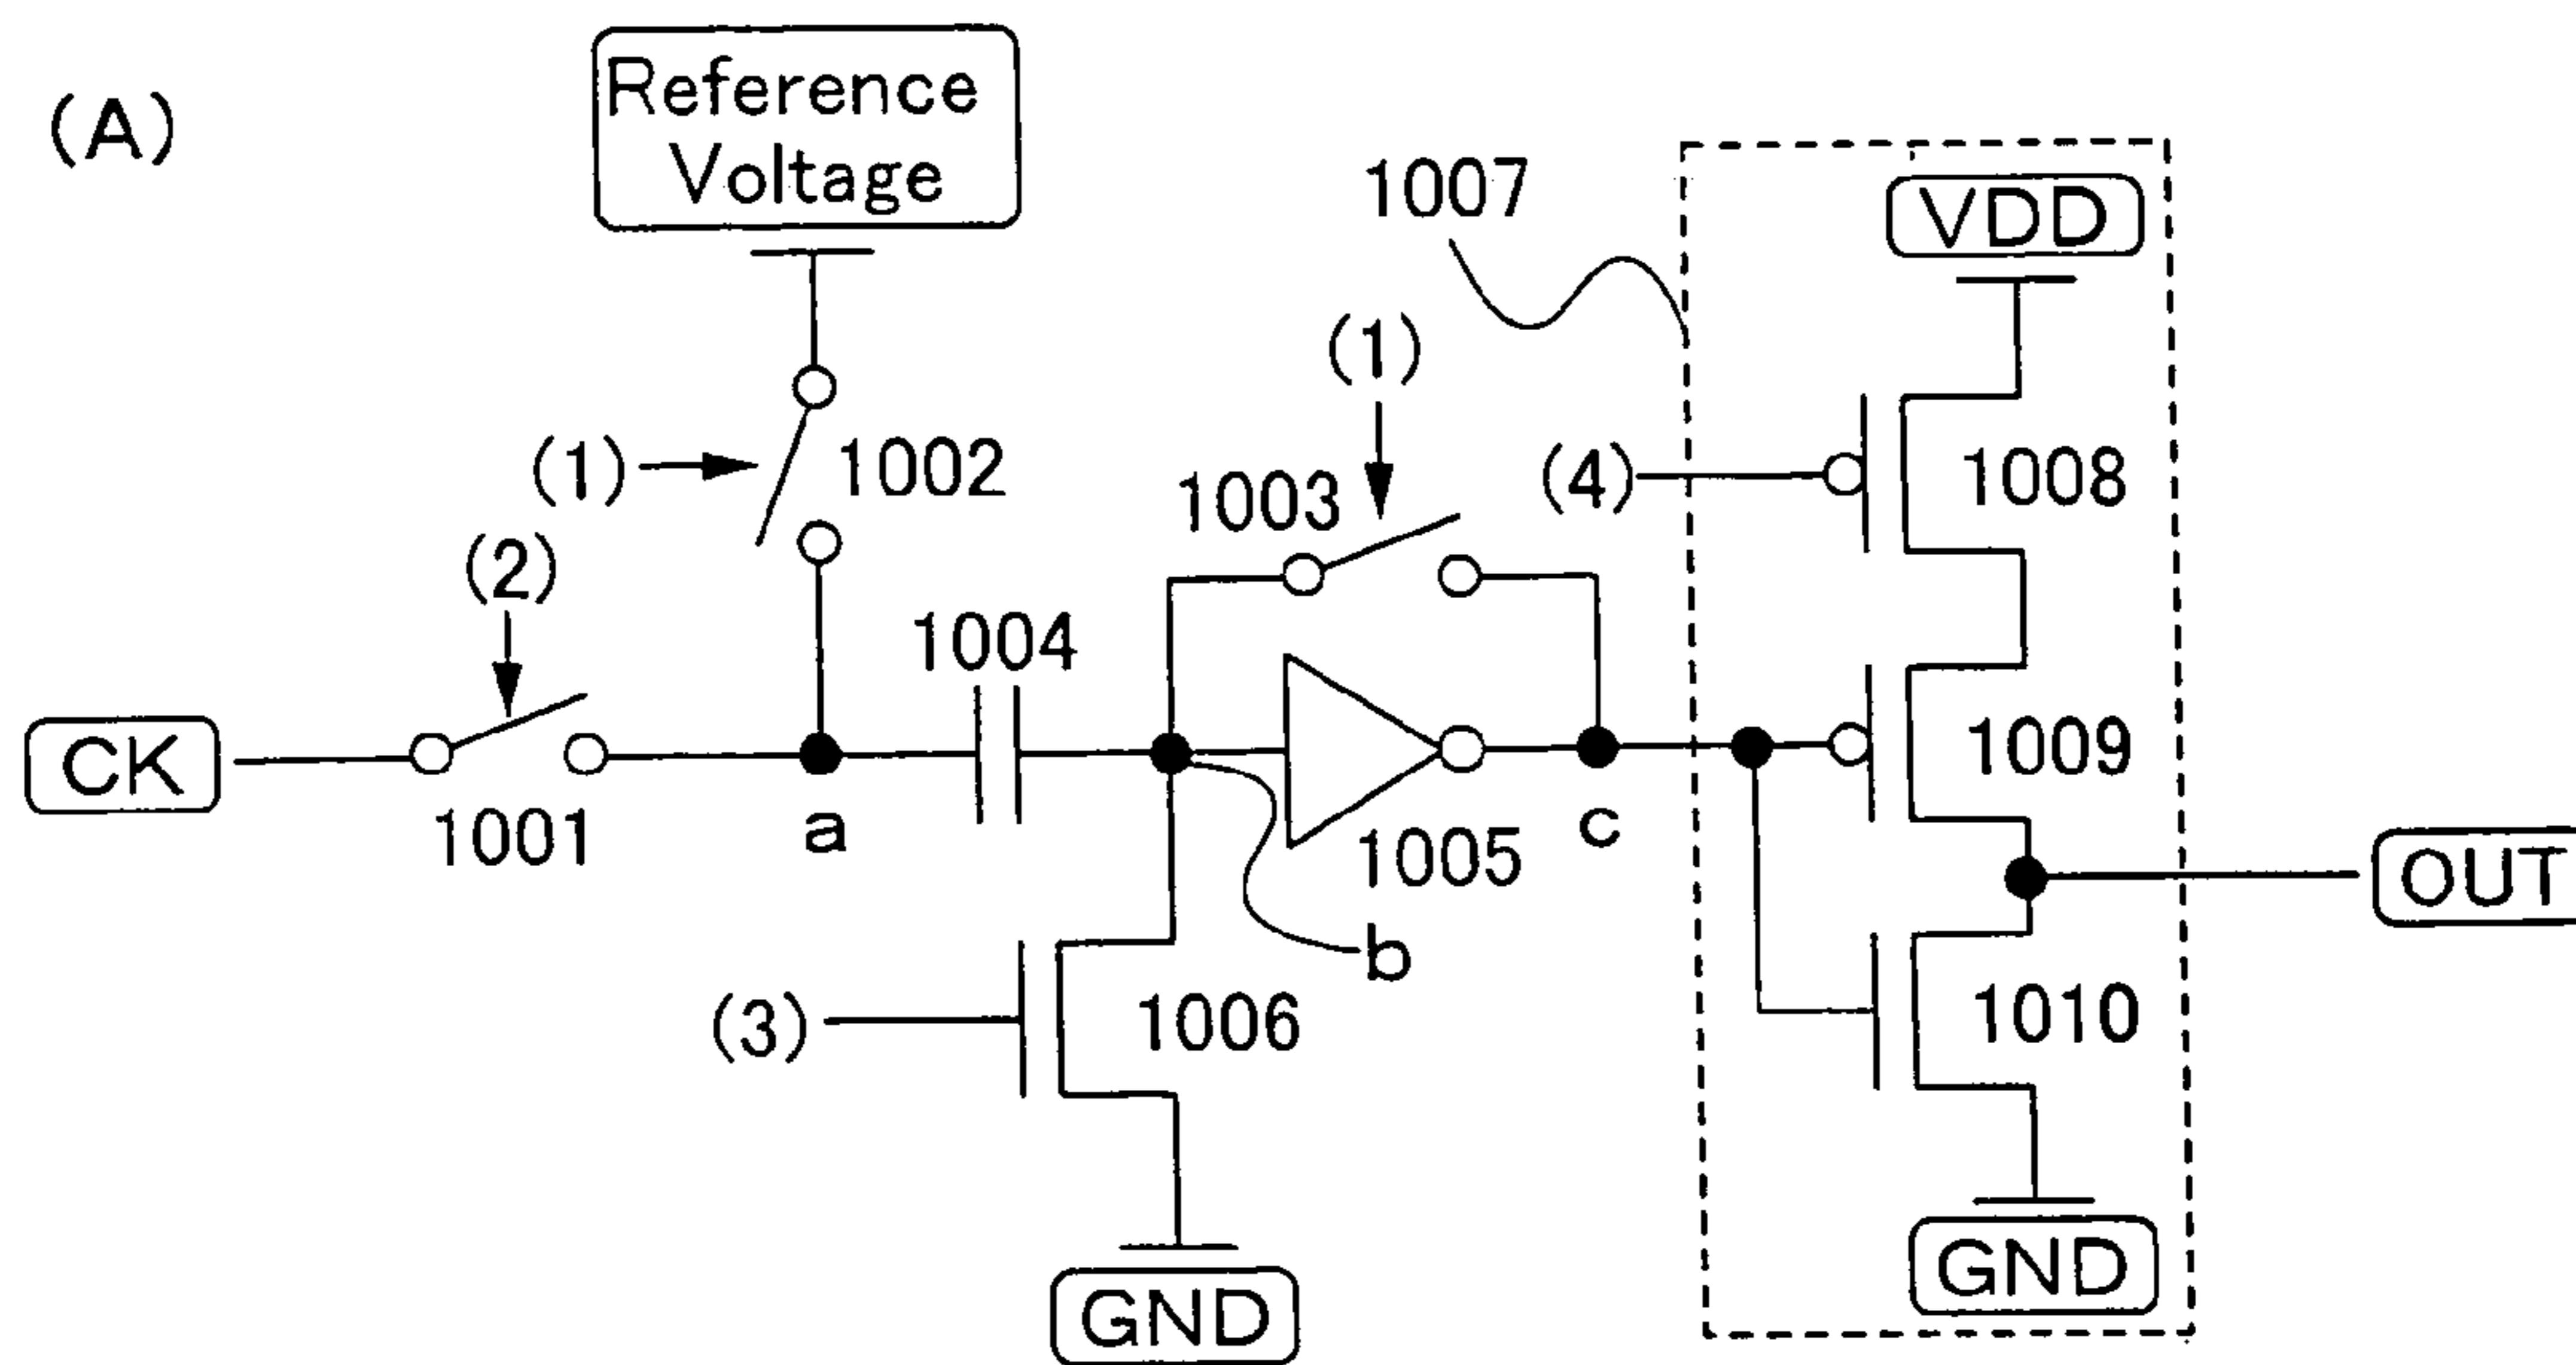 (A)
Reference
Voltage
1007
VDD
(1)
(1)
1002
1003
(4)
1008
(2)
1004
CK
1001
a
1005
c
1009
OUT
b
(3)
1006
1010
GND
GND